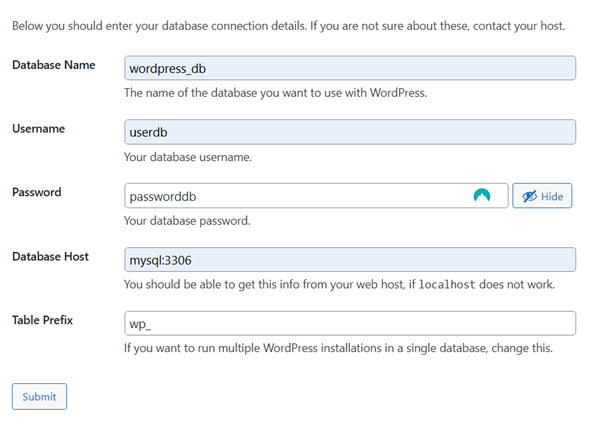 Below you should enter your database connection details. If you are not sure about these, contact your host.
Database Name
wordpress_db
The name of the database you want to use with WordPress.
Username
userdb
Your database username.
Password
passworddb
Hide
Your database password.
Database Host
mysql:3306
You should be able to get this info from your web host, if localhost does not work.
Table Prefix
wp_
If you want to run multiple WordPress installations in a single database, change this.
Submit